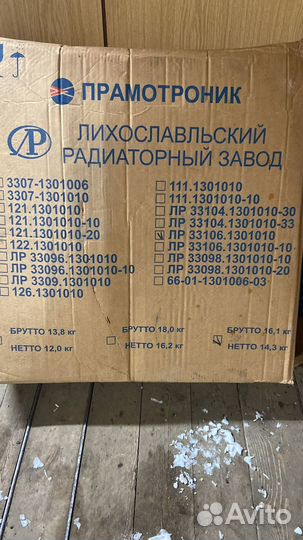 ПРАМОТРОНИК
ЛР ЛИХОСЛАВЛЬСКИЙ
РАДИАТОРНЫЙ ЗАВОД
3307-1301006
3307-1301010
121.1301010
121.1301010-10
121.1301010-20
122.1301010
ЛР 33096.1301010
ЛР 33096.1301010-10
ЛР 3309.1301010
126.1301010
111.1301010
111.1301010-10
ЛР 33104.1301010-30
ЛР 33104.1301010-33
ЛР 33106.1301010
ЛР 33106.1301010-10
ЛР 33098.1301010-10
ЛР 33098.1301010-20
66-01-1301006-03
БРУТТО 13,8 кг
НЕТТО 12,0 кг
БРУТТО 18,0 кг
НЕТТО 16,2 кг
БРУТТО 16,1 кг
НЕТТО 14,3 кг
Avito